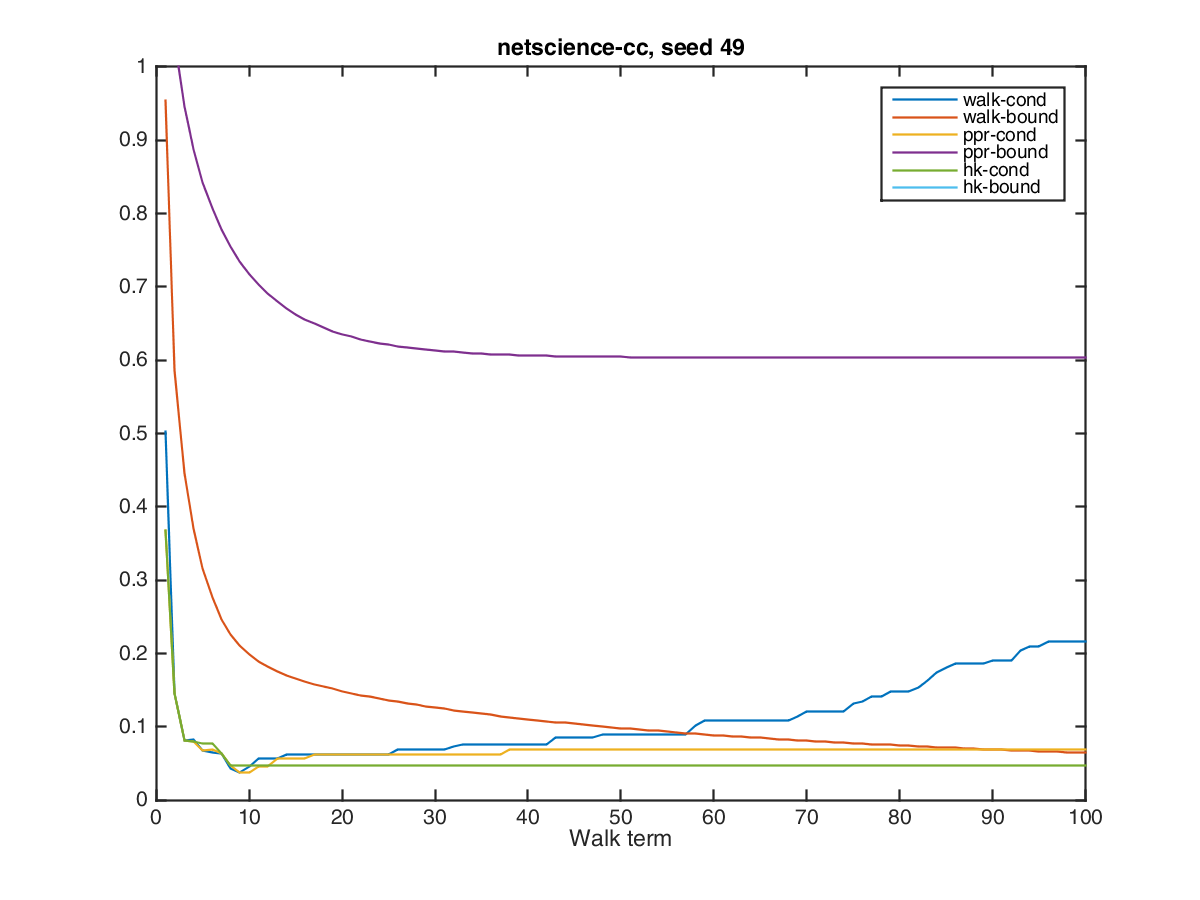 netscience-cc, seed 49
1
0.9
0.8
0.7
0.6
0.5
0.4
0.3
0.2
0.1
0
walk-cond
walk-bound
ppr-cond
ppr-bound
hk-cond
hk-bound
0 10 20 30 40 50 60 70 80 90 100
Walk term